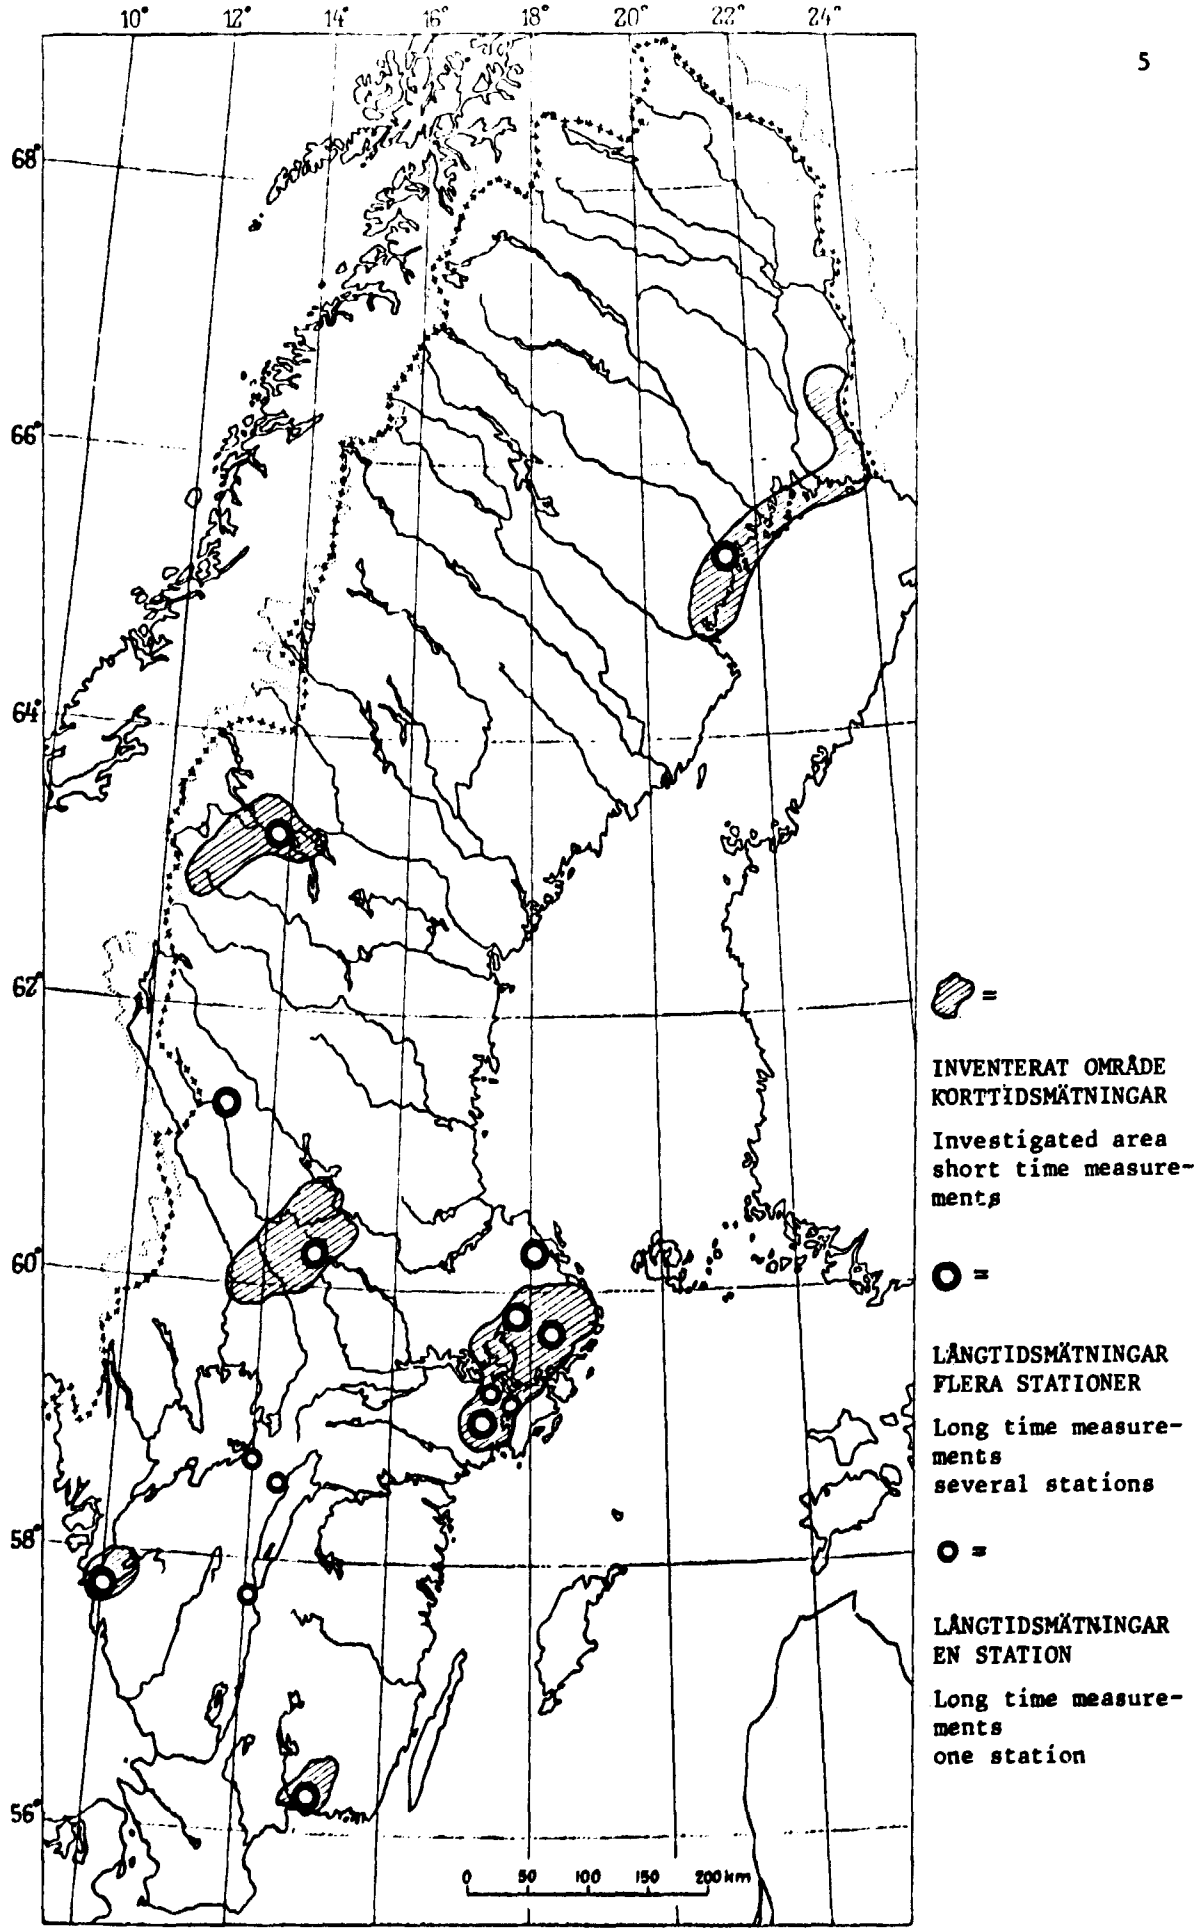 10° 12° 14° 16° 18° 20° 22° 24°
5
68°
66°
64°
62°
60°
58°
56°
=
INVENTERAT OMRÅDE
KORTTIDSMÄTNINGAR
Investigated area
short time measure-
ments
=
LÅNGTIDSMÄTNINGAR
FLERA STATIONER
Long time measure-
ments
several stations
=
LÅNGTIDSMÄTNINGAR
EN STATION
Long time measure-
ments
one station
0 50 100 150 200 km